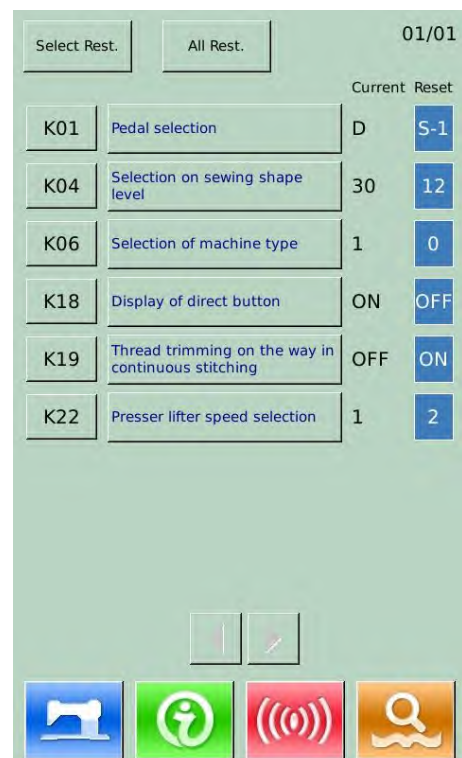 Select Rest. All Rest. 01/01
Current Reset
K01 Pedal selection D S-1
K04 Selection on sewing shape level 30 12
K06 Selection of machine type 1 0
K18 Display of direct button ON OFF
K19 Thread trimming on the way in continuous stitching OFF ON
K22 Presser lifter speed selection 1 2